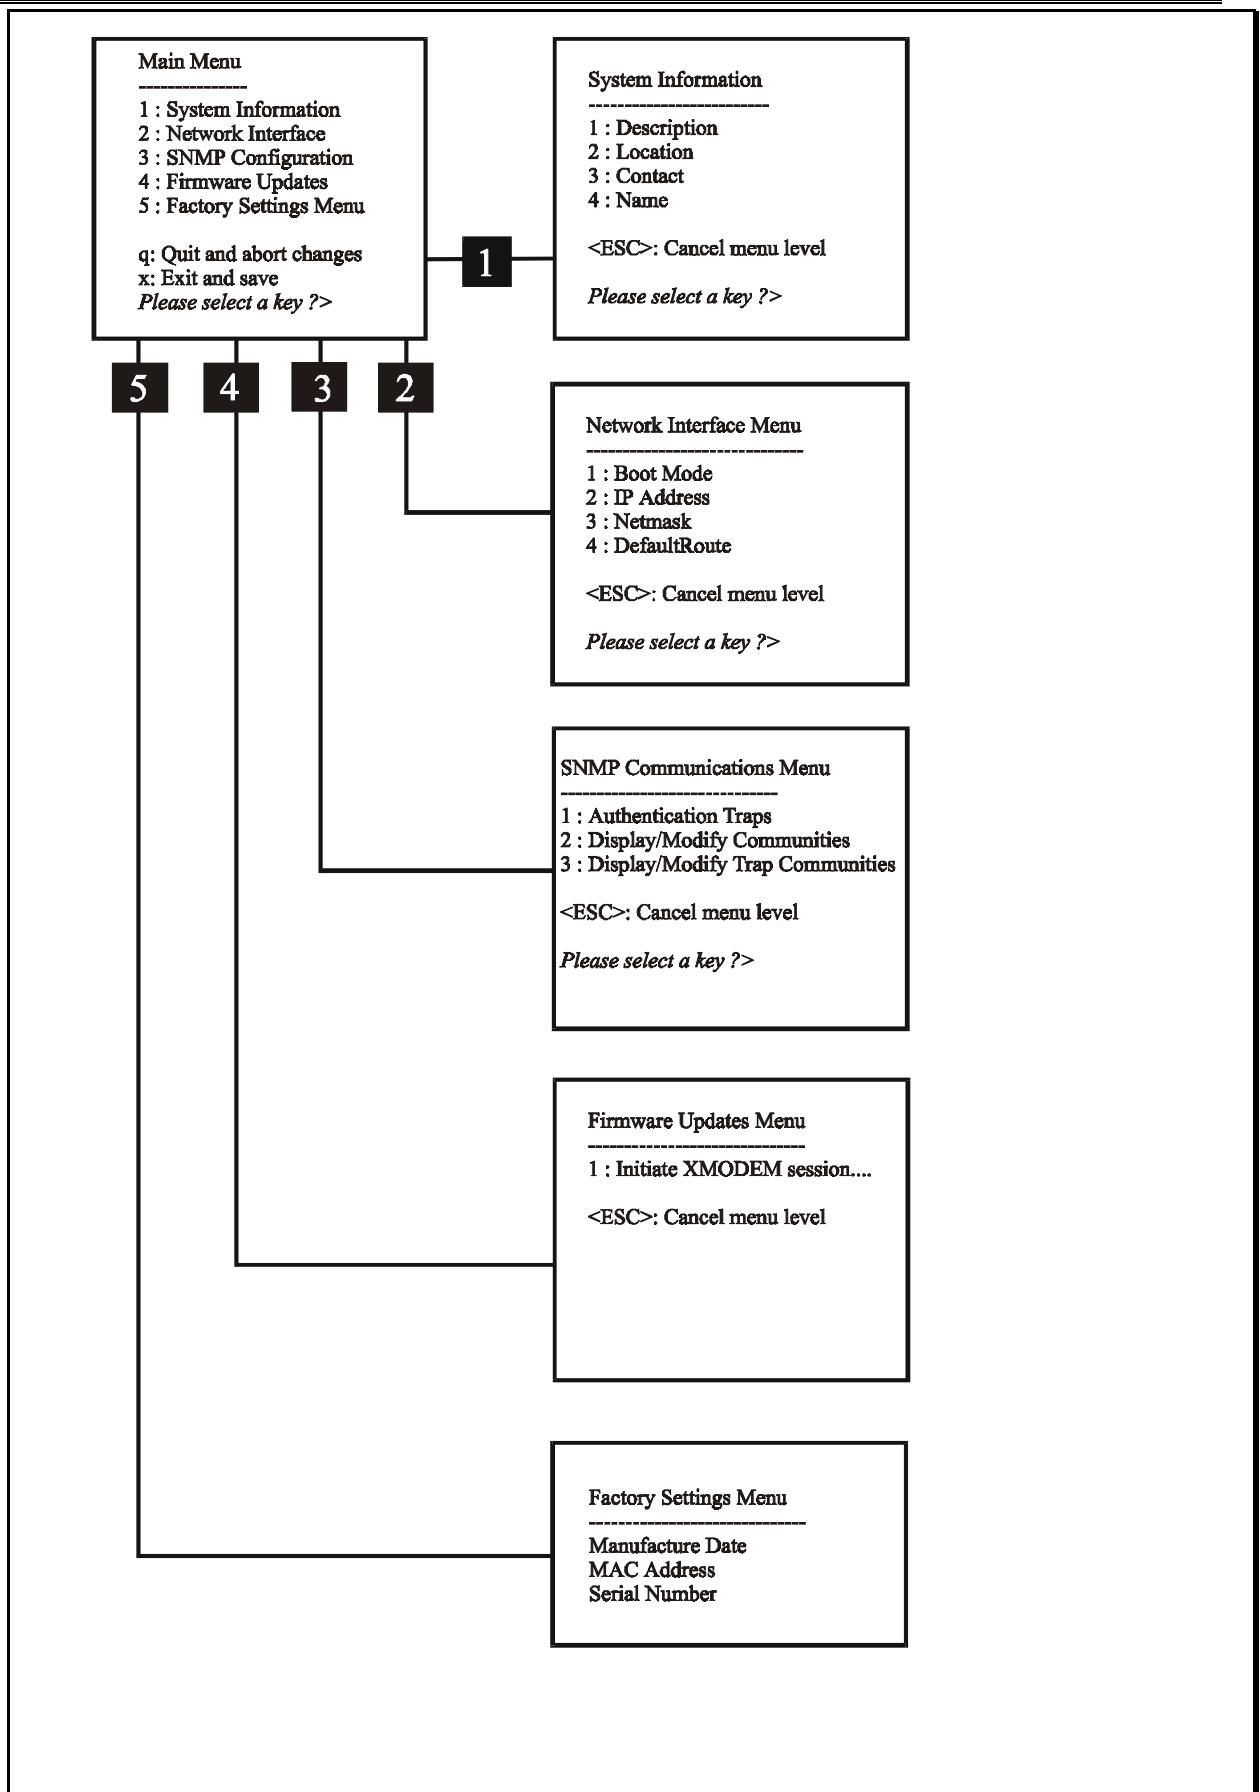 Main Menu
---------------
1 : System Information
2 : Network Interface
3 : SNMP Configuration
4 : Firmware Updates
5 : Factory Settings Menu
q: Quit and abort changes
x: Exit and save
Please select a key ?>
1
System Information
-------------------------
1 : Description
2 : Location
3 : Contact
4 : Name
<ESC>: Cancel menu level
Please select a key ?>
5
4
3
2
Network Interface Menu
------------------------------
1 : Boot Mode
2 : IP Address
3 : Netmask
4 : DefaultRoute
<ESC>: Cancel menu level
Please select a key ?>
SNMP Communications Menu
------------------------------
1 : Authentication Traps
2 : Display/Modify Communities
3 : Display/Modify Trap Communities
<ESC>: Cancel menu level
Please select a key ?>
Firmware Updates Menu
------------------------------
1 : Initiate XMODEM session....
<ESC>: Cancel menu level
Factory Settings Menu
------------------------------
Manufacture Date
MAC Address
Serial Number